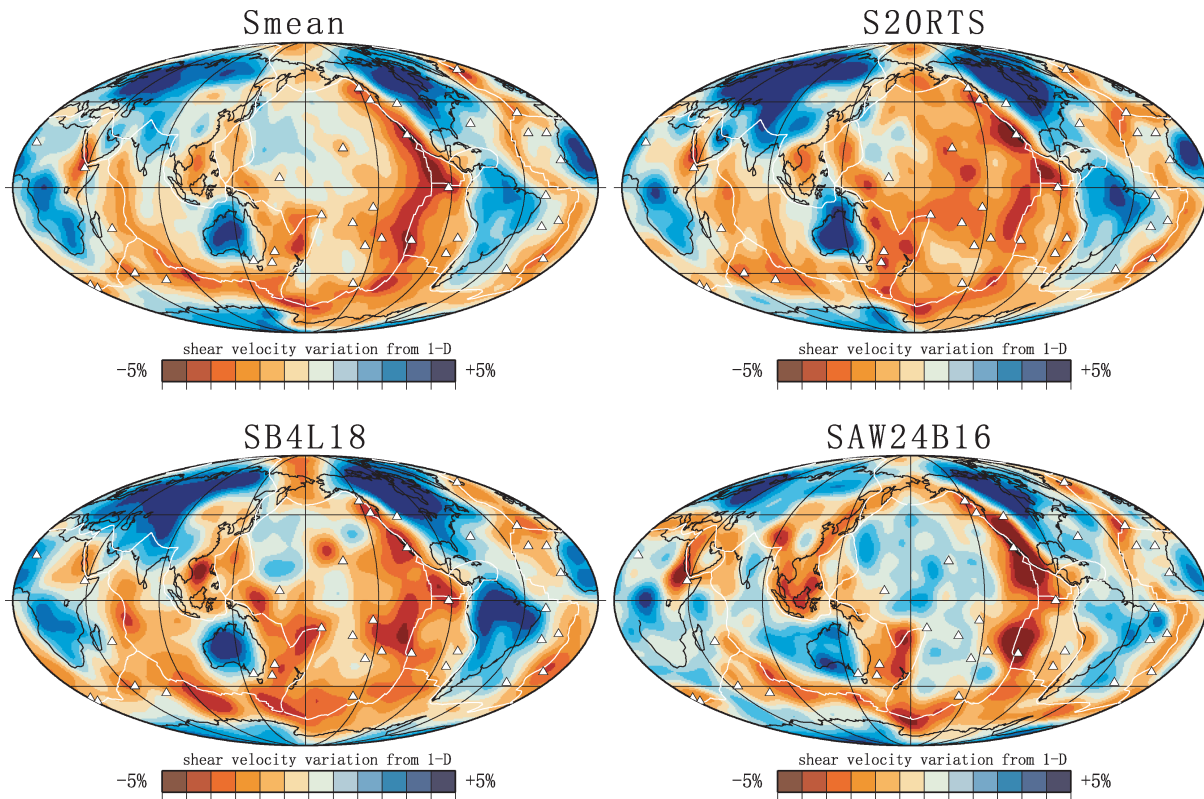 Smean
S20RTS
shear velocity variation from 1-D
-5% +5%
shear velocity variation from 1-D
-5% +5%
SB4L18
SAW24B16
shear velocity variation from 1-D
-5% +5%
shear velocity variation from 1-D
-5% +5%